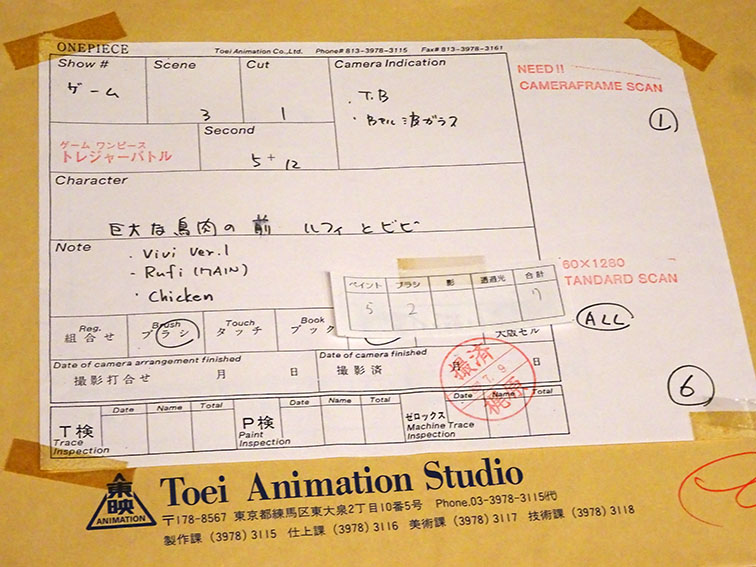 ONEPIECE Toei Animation Co.,Ltd. Phone# 813-3978-3115 Fax# 813-3978-3161
Show # Scene Cut Camera Indication
ゲーム 3 1
・T.B
・Bセル 波ガラス
NEED!!
CAMERAFRAME SCAN
①
ゲーム ワンピース
トレジャーバトル
Second
5 + 12
Character
巨大な鳥肉の前 ルフィとビビ
Note
・Vivi Ver.1
・Rufi (MAIN)
・Chicken
ペイント ブラシ 影 透過光 合計
5 2 7
60×1280
TANDARD SCAN
ALL
Reg. Brush Touch Book
組合せ ブラシ タッチ ブック 大阪セル
Date of camera arrangement finished Date of camera finished
撮影打合せ 月 日 撮影済 月 日
撮済
7.9
⑥
T検 Trace Inspection Date Name Total
P検 Paint Inspection Date Name Total
ゼロックス Machine Trace Inspection Date Name Total
東映
ANIMATION
Toei Animation Studio
〒178-8567 東京都練馬区東大泉2丁目10番5号 Phone.03-3978-3115代
製作課 (3978) 3115 仕上課 (3978) 3116 美術課 (3978) 3117 技術課 (3978) 3118